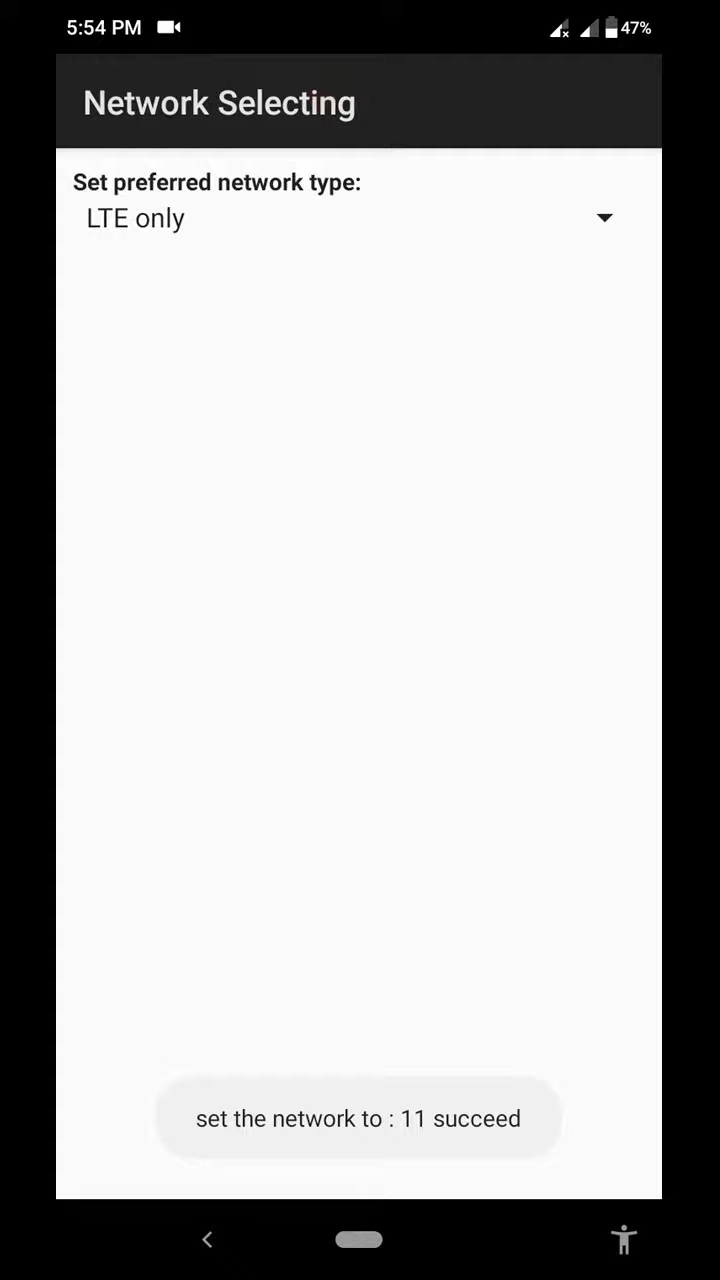 5:54 PM
47%
Network Selecting
Set preferred network type:
LTE only
set the network to : 11 succeed